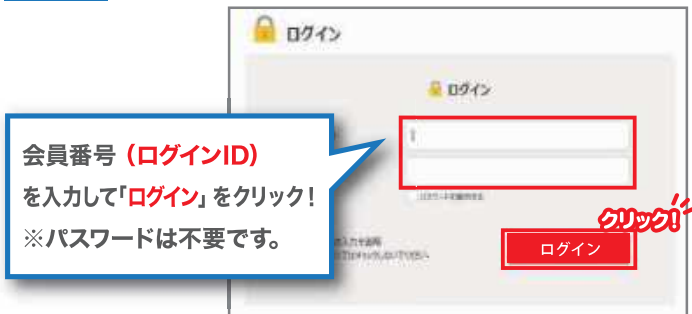 ログイン
ログイン
会員番号（ログインID）
を入力して「ログイン」をクリック！
※パスワードは不要です。
クリック！
ログイン